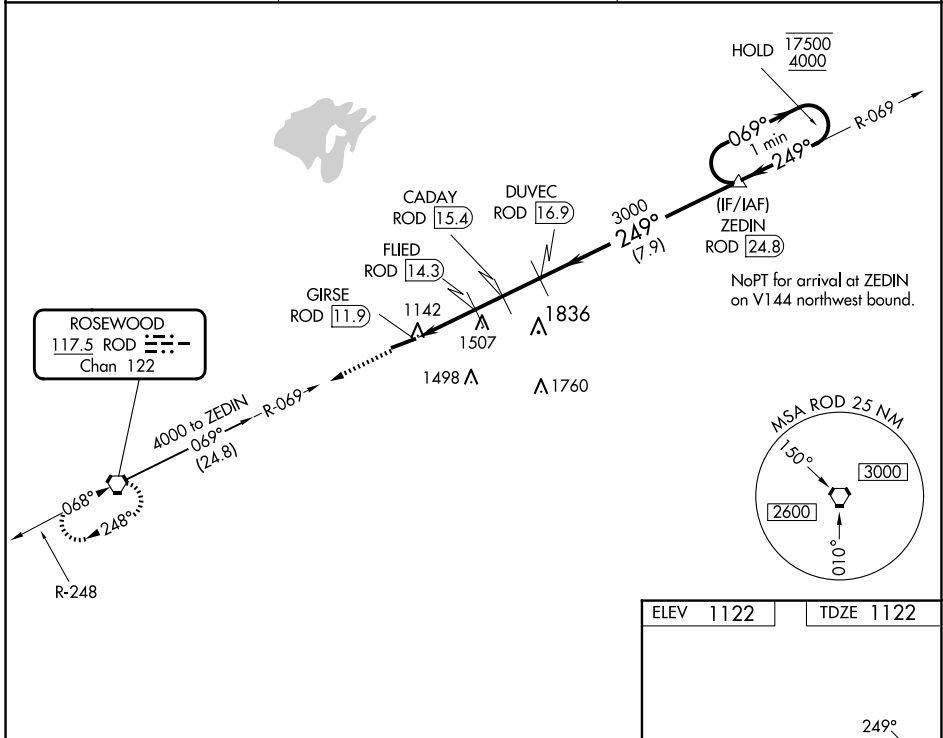 HOLD 17500
4000
069°
1 min
249°
R-069
(IF/IAF)
ZEDIN
ROD 24.8
NoPT for arrival at ZEDIN
on V144 northwest bound.
3000
249°
(7.9)
DUVEC
ROD 16.9
CADAY
ROD 15.4
FLIED
ROD 14.3
GIRSE
ROD 11.9
1142
1507
1836
1498
1760
ROSEWOOD
117.5 ROD
Chan 122
4000 to ZEDIN
069°
(24.8)
R-069
068°
248°
R-248
MSA ROD 25 NM
150°
3000
2600
010°
ELEV 1122
TDZE 1122
249°